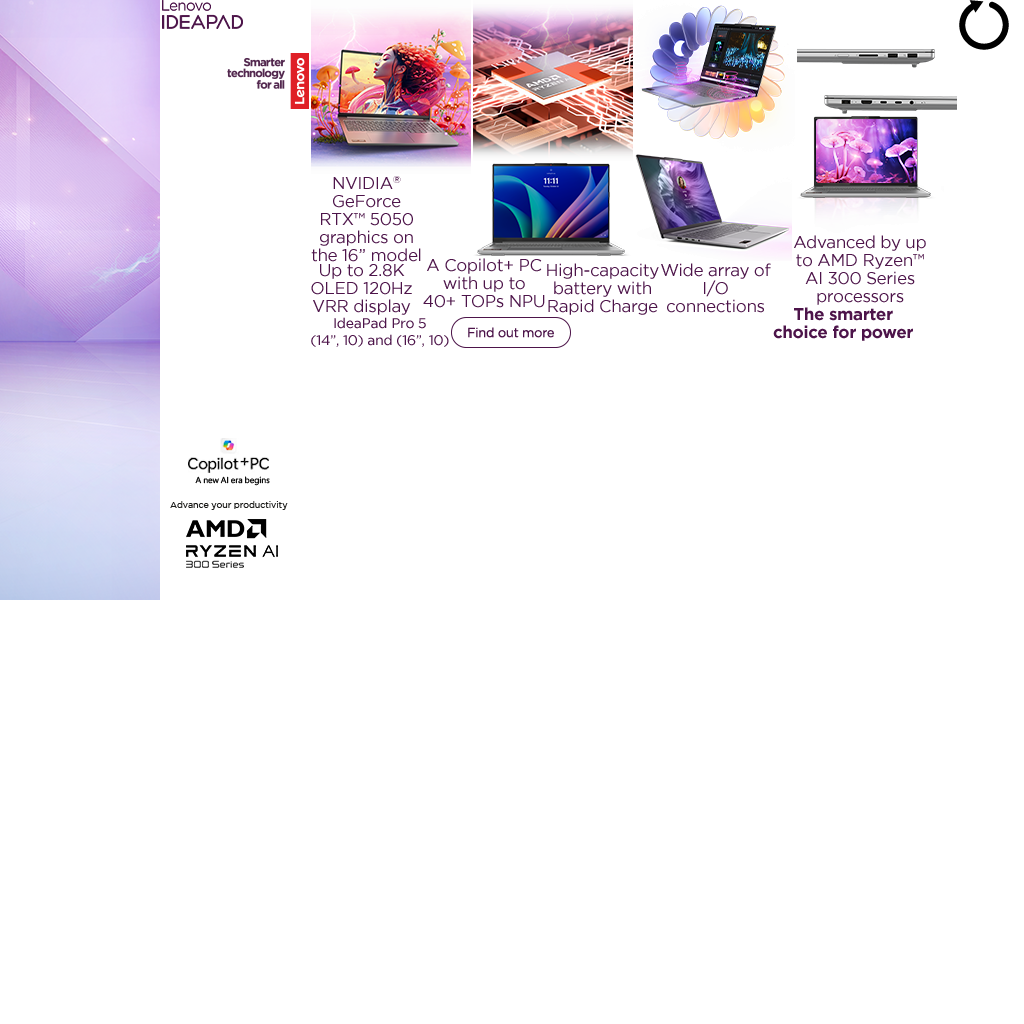 Lenovo
IDEAPAD
Smarter
technology
for all
Lenovo
AMD
RYZEN
11:11
NVIDIA®
GeForce
RTX™ 5050
graphics on
the 16” model
Up to 2.8K
OLED 120Hz
VRR display
IdeaPad Pro 5
(14”, 10) and (16”, 10)
A Copilot+ PC
with up to
40+ TOPs NPU
Find out more
High-capacity
battery with
Rapid Charge
Wide array of
I/O
connections
Advanced by up
to AMD Ryzen™
AI 300 Series
processors
The smarter
choice for power
Copilot+PC
A new AI era begins
Advance your productivity
AMD
RYZEN AI
300 Series